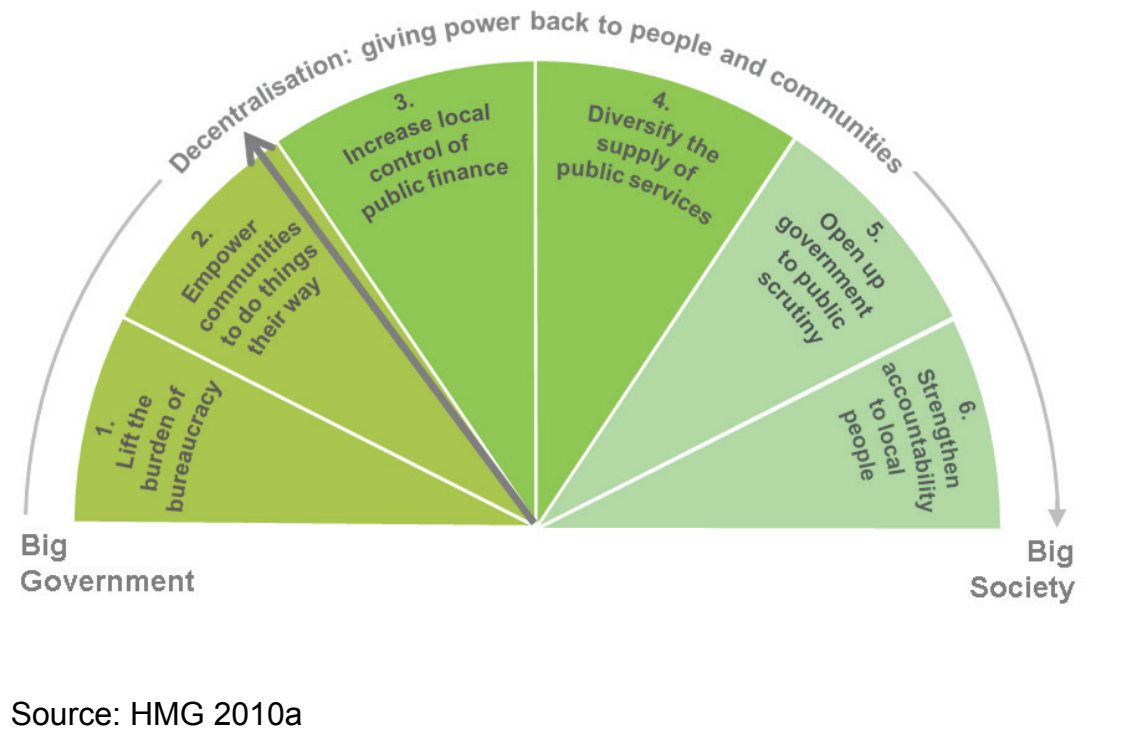 Decentralisation: giving power back to people and communities
1.
Lift the
burden of
bureaucracy
2.
Empower
communities
to do things
their way
3.
Increase local
control of
public finance
4.
Diversify the
supply of
public services
5.
Open up
government
to public
scrutiny
6.
Strengthen
accountability
to local
people
Big
Government
Big
Society
Source: HMG 2010a